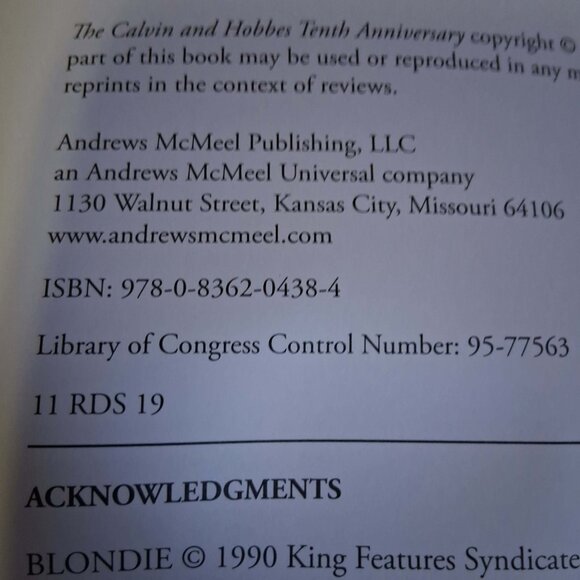 The Calvin and Hobbes Tenth Anniversary copyright ©
part of this book may be used or reproduced in any m
reprints in the context of reviews.
Andrews McMeel Publishing, LLC
an Andrews McMeel Universal company
1130 Walnut Street, Kansas City, Missouri 64106
www.andrewsmcmeel.com
ISBN: 978-0-8362-0438-4
Library of Congress Control Number: 95-77563
11 RDS 19
ACKNOWLEDGMENTS
BLONDIE © 1990 King Features Syndicate